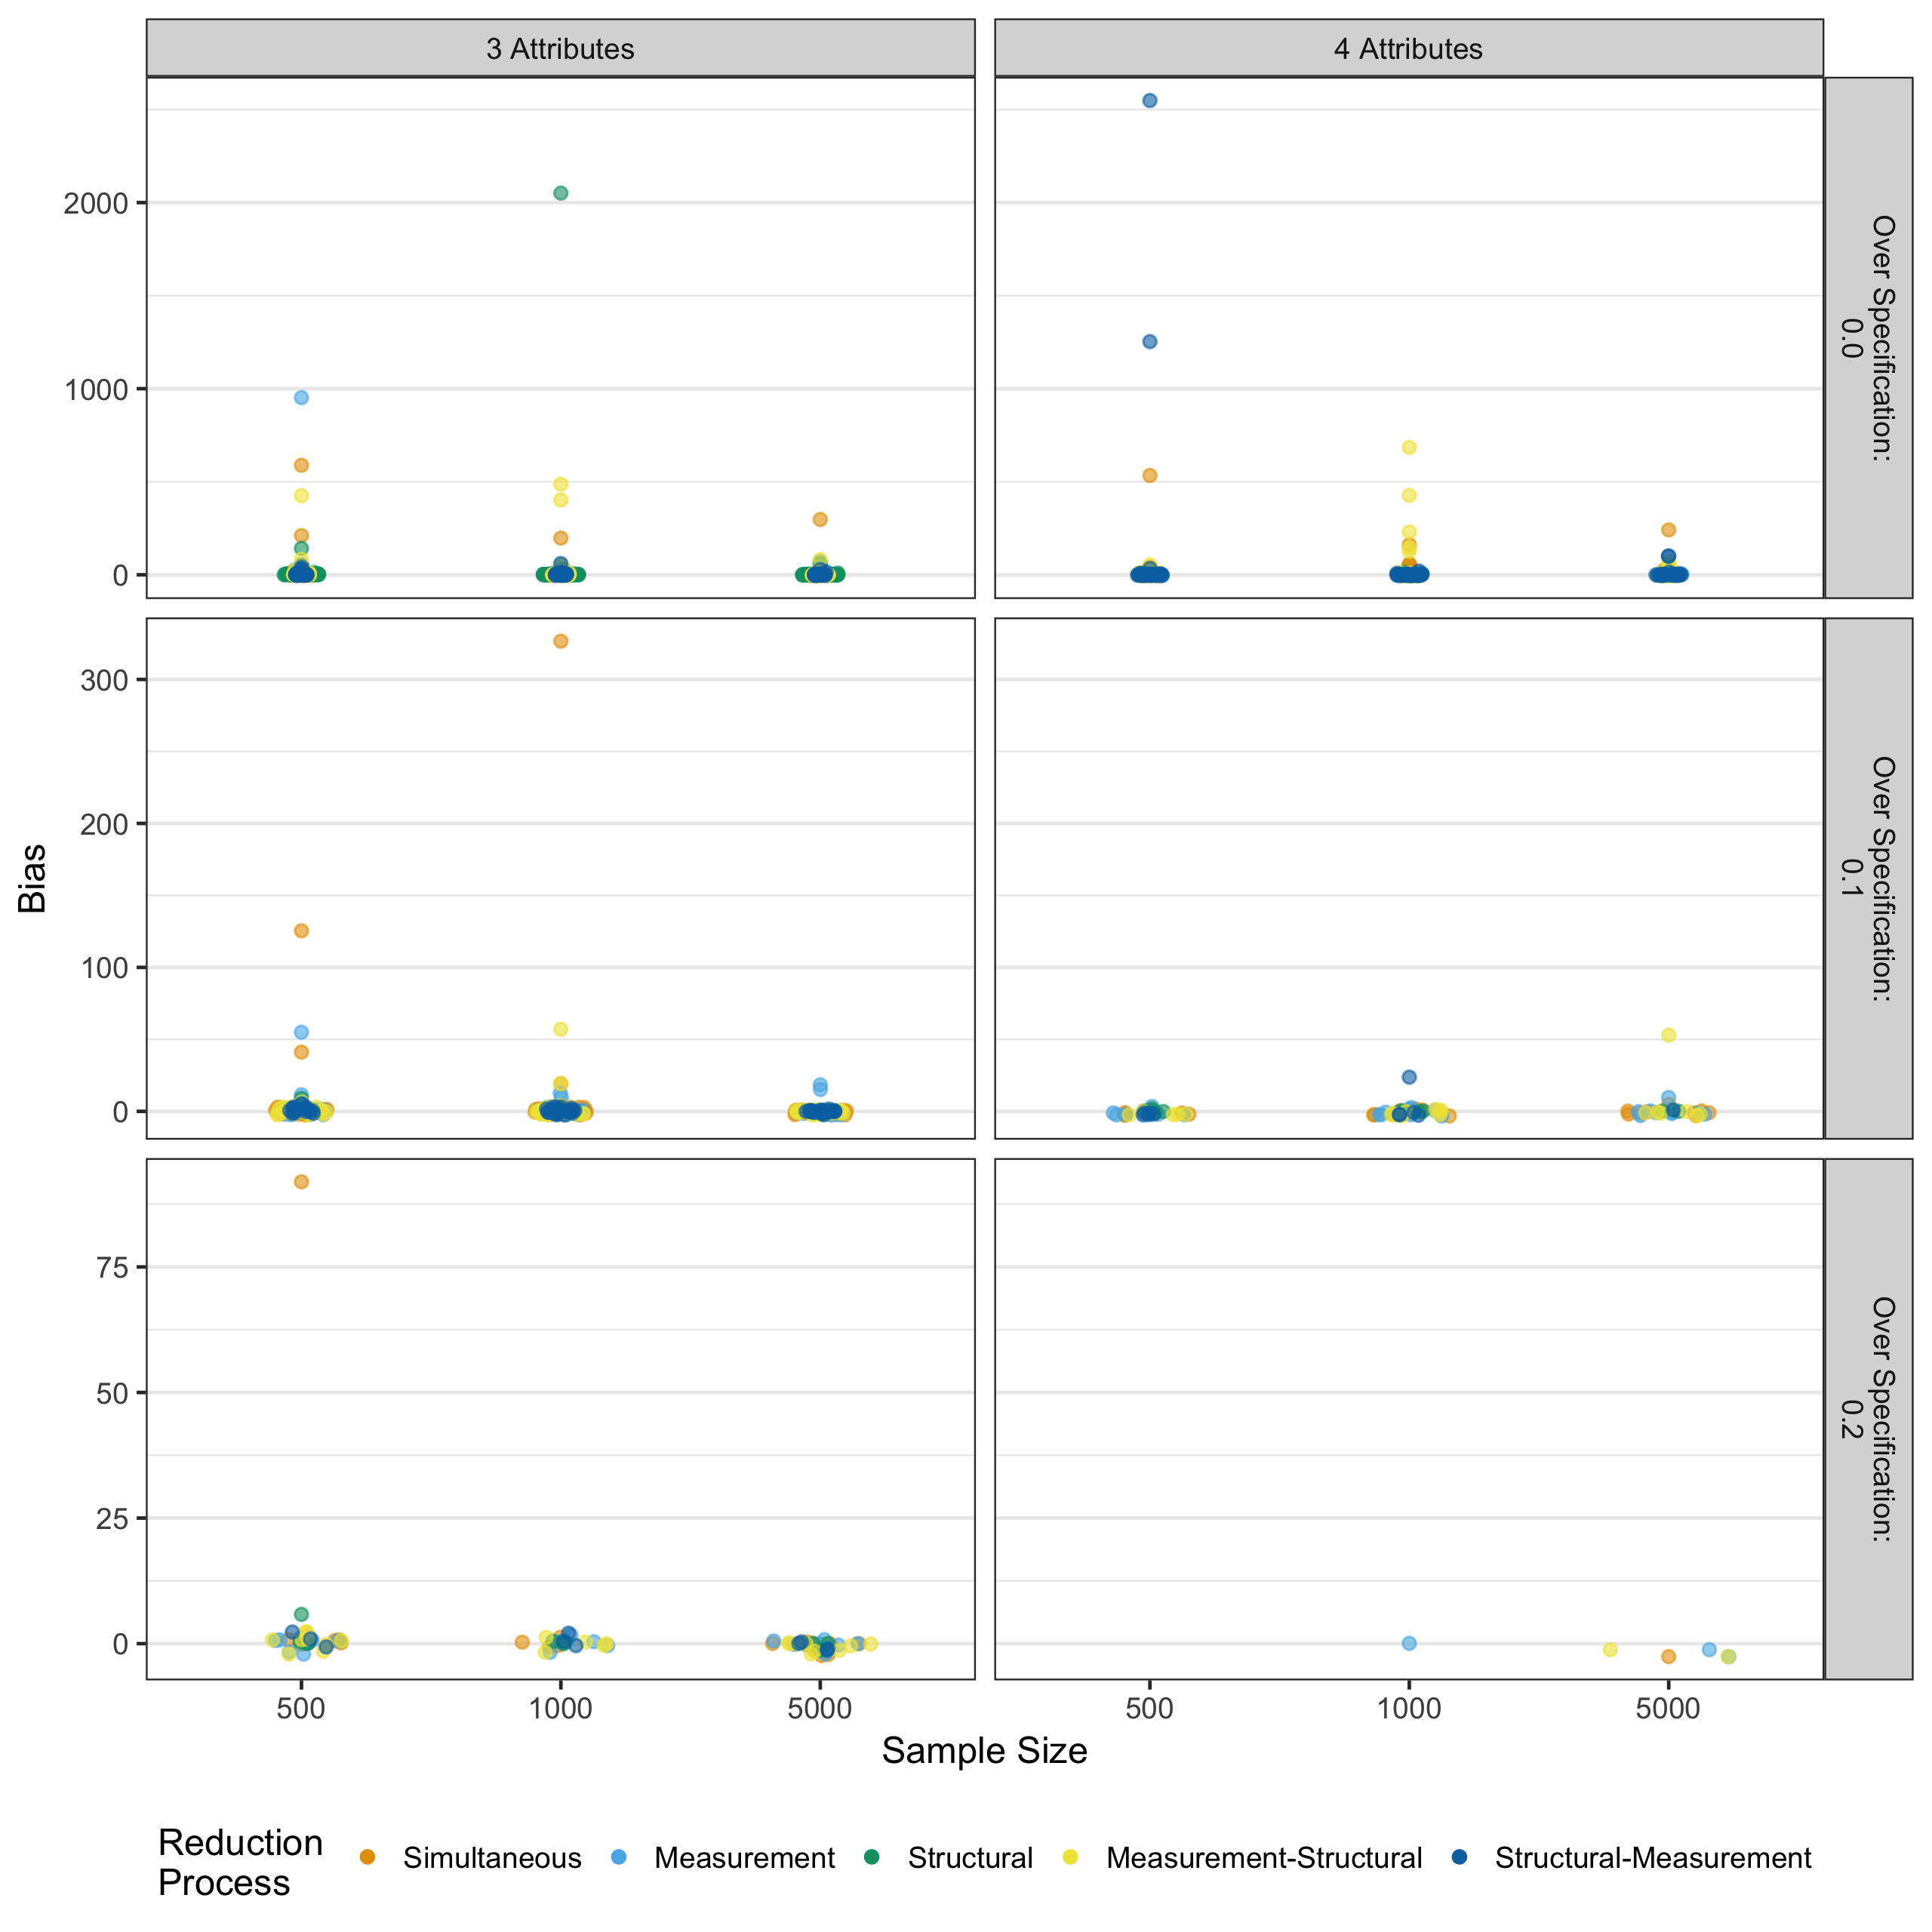 3 Attributes
4 Attributes
2000
1000
0
Over Specification:
0.0
300
200
100
0
Over Specification:
0.1
75
50
25
0
Over Specification:
0.2
Bias
500
1000
5000
500
1000
5000
Sample Size
Reduction
Process
Simultaneous
Measurement
Structural
Measurement-Structural
Structural-Measurement